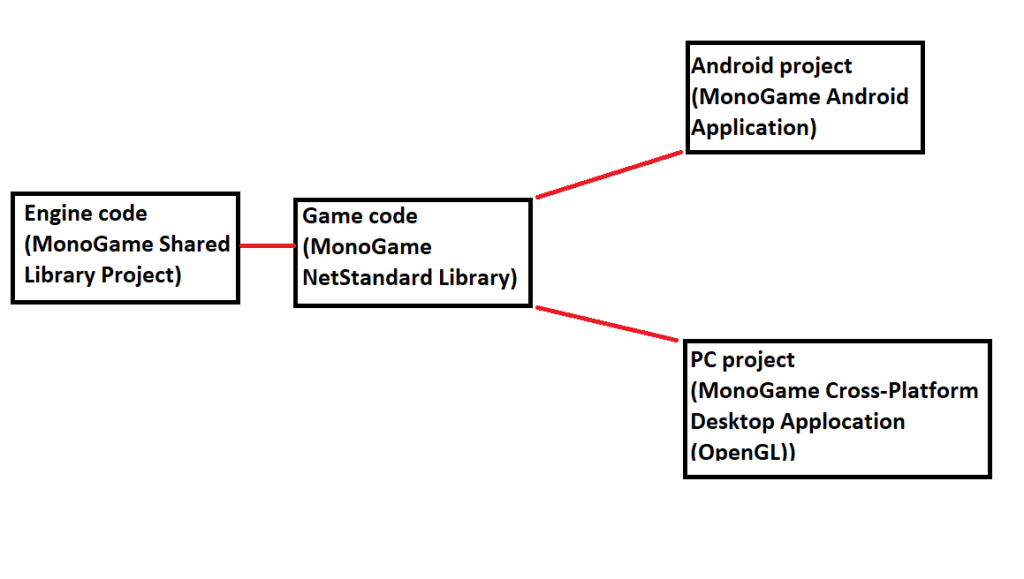 Engine code
(MonoGame Shared
Library Project)
Game code
(MonoGame
NetStandard Library)
Android project
(MonoGame Android
Application)
PC project
(MonoGame Cross-Platform
Desktop Applocation
(OpenGL))